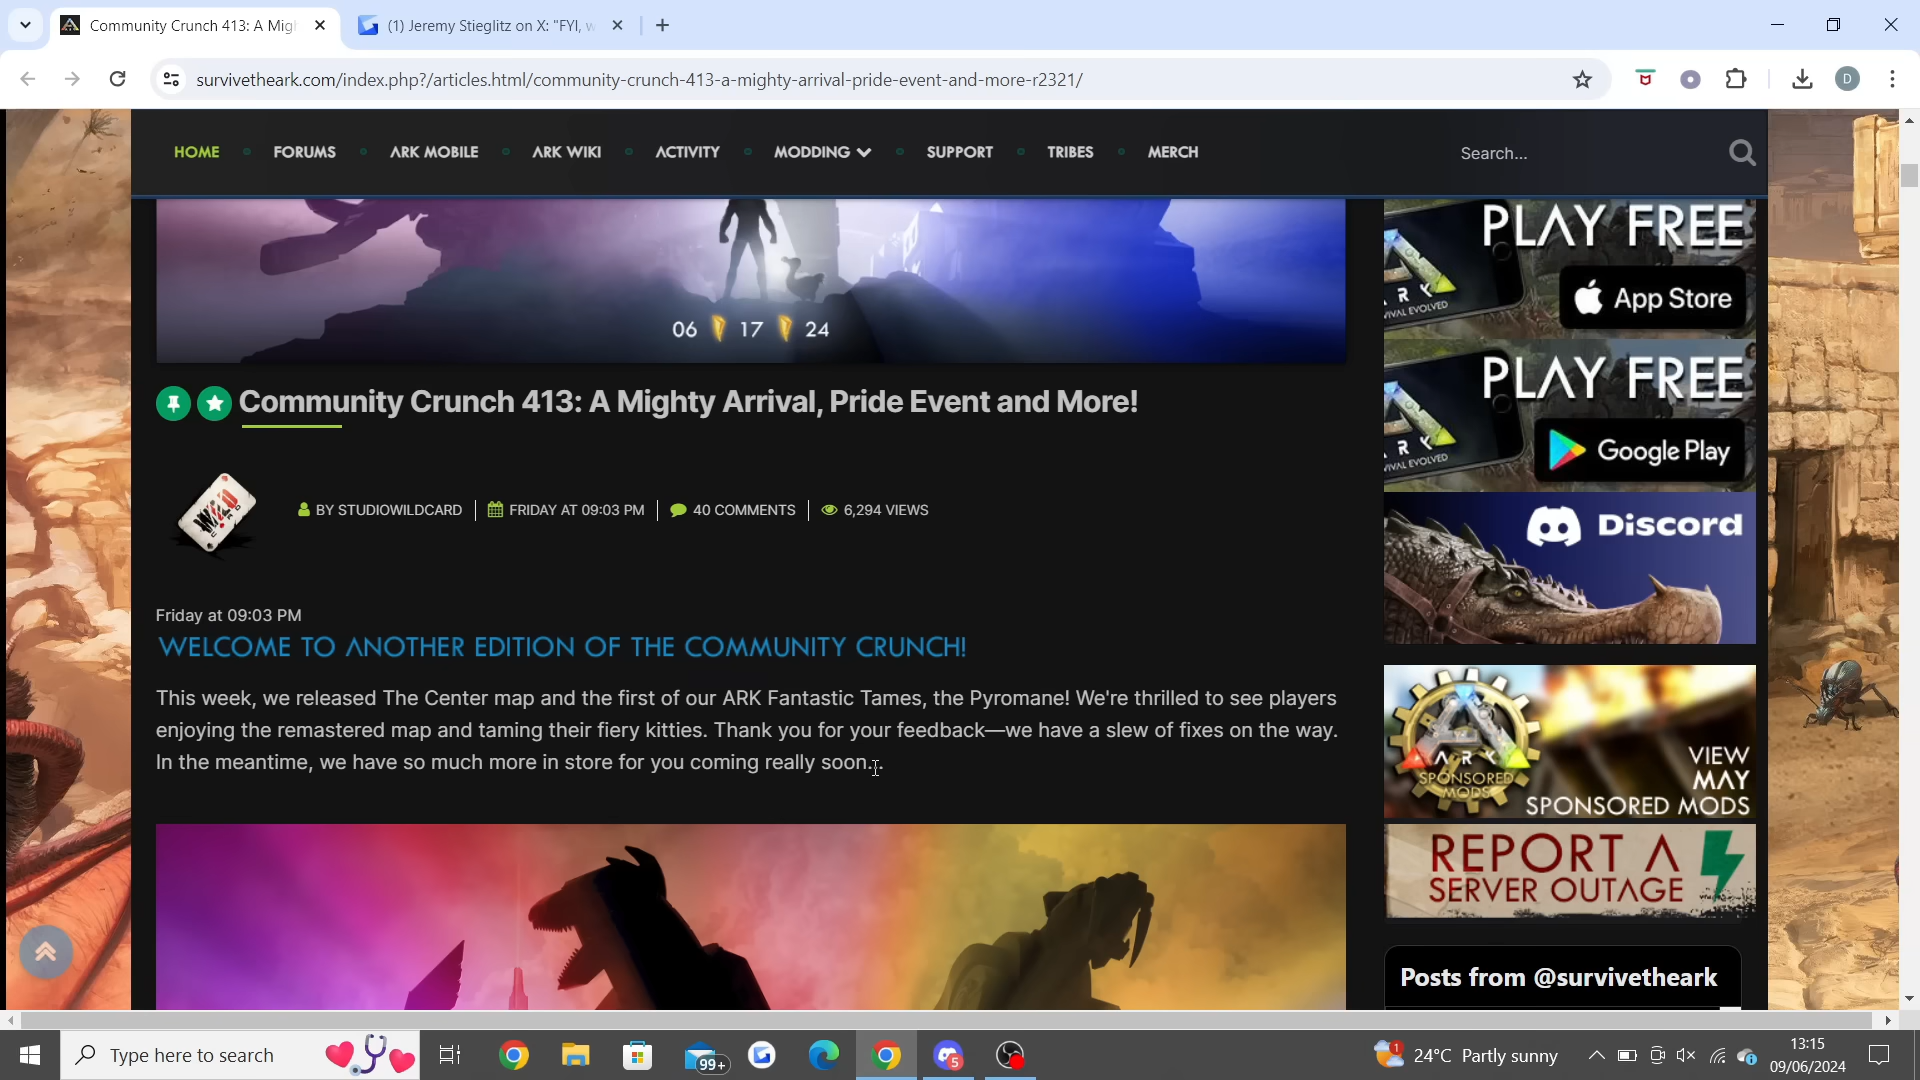 Community Crunch 413: A Migh
(1) Jeremy Stieglitz on X: "FYI, w
survivetheark.com/index.php?/articles.html/community-crunch-413-a-mighty-arrival-pride-event-and-more-r2321/
D
HOME
FORUMS
ARK MOBILE
ARK WIKI
ACTIVITY
MODDING
SUPPORT
TRIBES
MERCH
Search...
06 17 24
PLAY FREE
App Store
PLAY FREE
Google Play
Discord
Community Crunch 413: A Mighty Arrival, Pride Event and More!
BY STUDIOWILDCARD
FRIDAY AT 09:03 PM
40 COMMENTS
6,294 VIEWS
Friday at 09:03 PM
WELCOME TO ANOTHER EDITION OF THE COMMUNITY CRUNCH!
This week, we released The Center map and the first of our ARK Fantastic Tames, the Pyromane! We're thrilled to see players
enjoying the remastered map and taming their fiery kitties. Thank you for your feedback—we have a slew of fixes on the way.
In the meantime, we have so much more in store for you coming really soon...
ARK
SPONSORED
MODS
VIEW
MAY
SPONSORED MODS
REPORT A
SERVER OUTAGE
Posts from @survivetheark
Type here to search
99+
5
1
24°C Partly sunny
13:15
09/06/2024